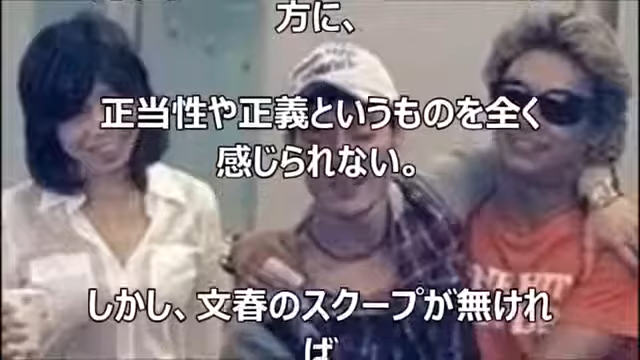 方に、
正当性や正義というものを全く
感じられない。
しかし、文春のスクープが無けれ
ば